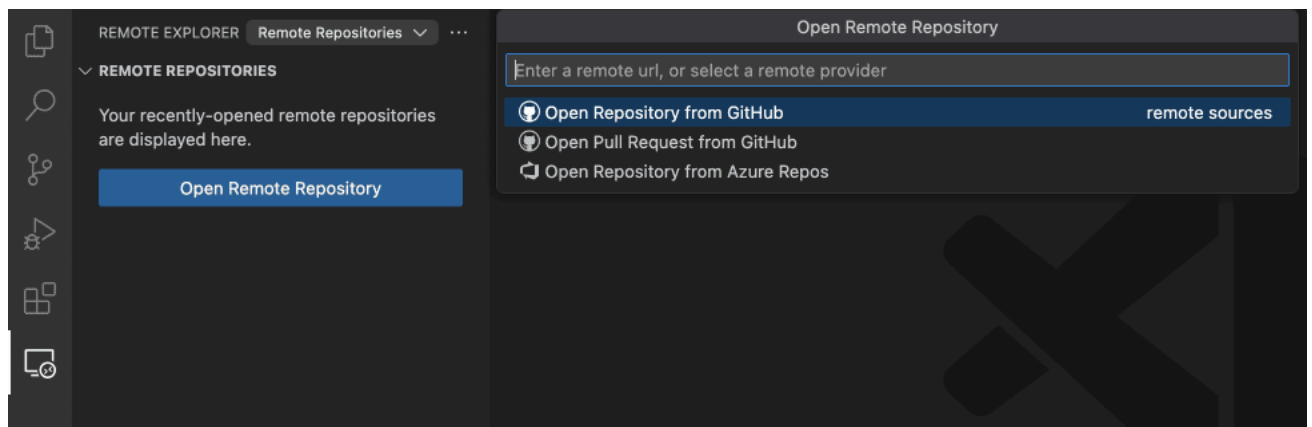 REMOTE EXPLORER Remote Repositories ...
REMOTE REPOSITORIES
Your recently-opened remote repositories
are displayed here.
Open Remote Repository
Open Remote Repository
Enter a remote url, or select a remote provider
Open Repository from GitHub remote sources
Open Pull Request from GitHub
Open Repository from Azure Repos